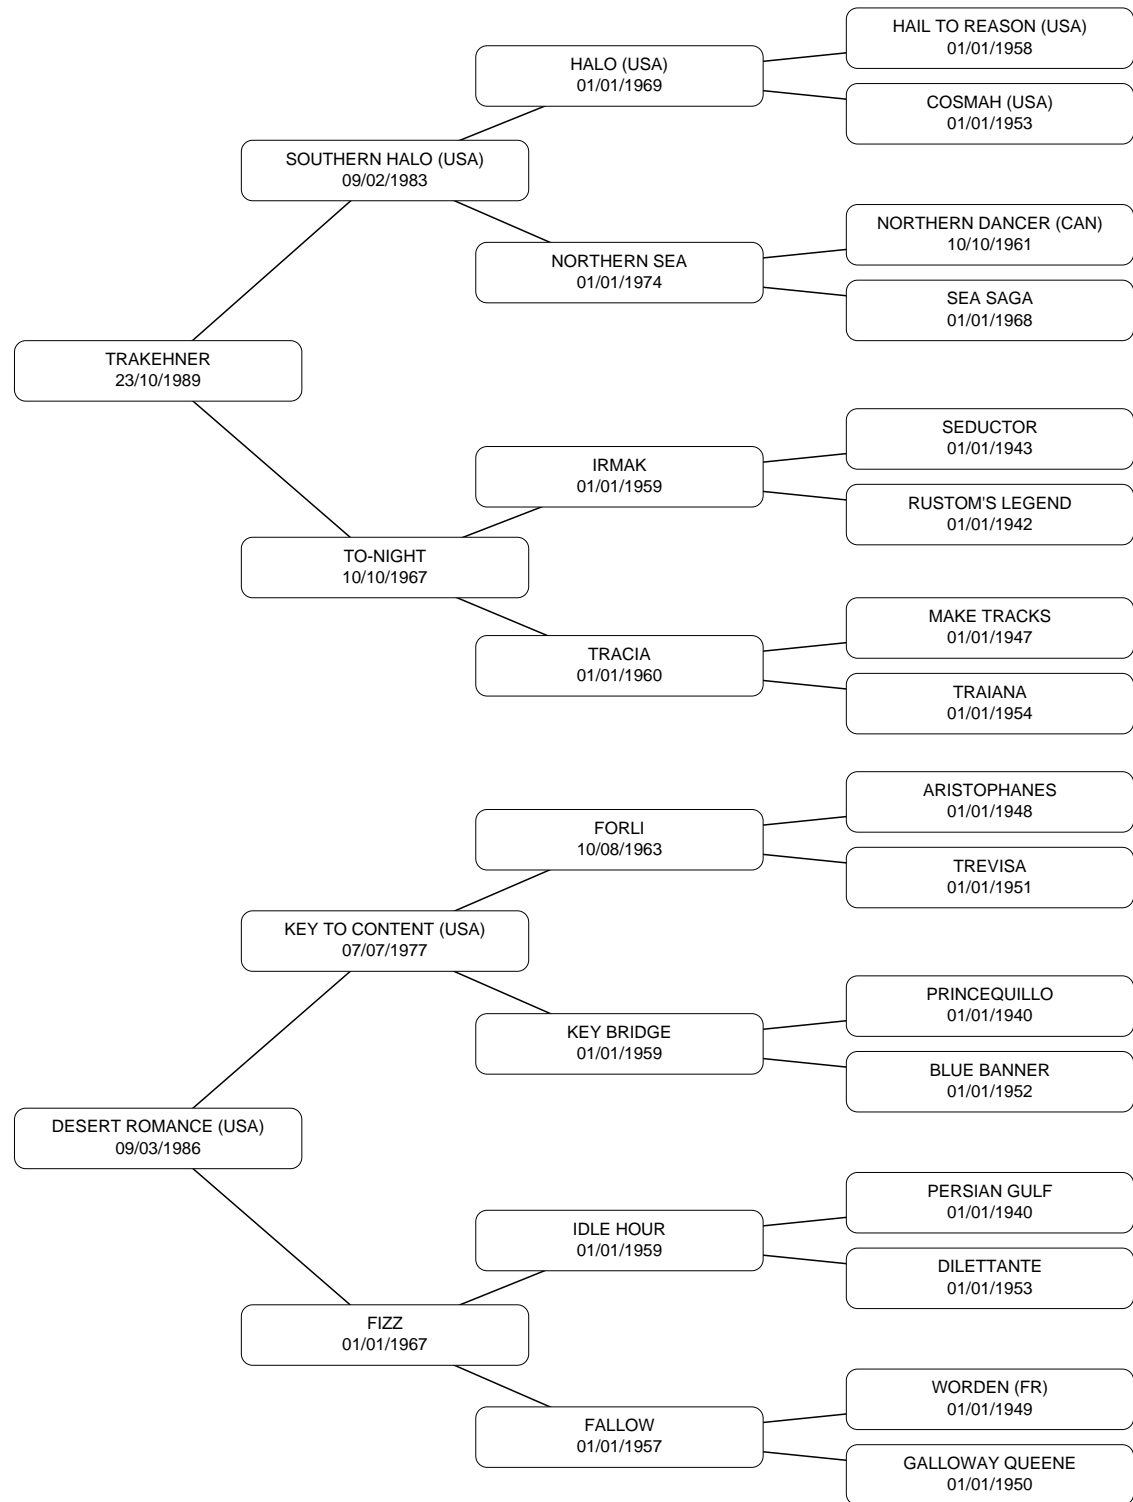 HAIL TO REASON (USA)
01/01/1958
HALO (USA)
01/01/1969
COSMAH (USA)
01/01/1953
SOUTHERN HALO (USA)
09/02/1983
NORTHERN DANCER (CAN)
10/10/1961
NORTHERN SEA
01/01/1974
SEA SAGA
01/01/1968
TRAKEHNER
23/10/1989
SEDUCTOR
01/01/1943
IRMAK
01/01/1959
RUSTOM'S LEGEND
01/01/1942
TO-NIGHT
10/10/1967
MAKE TRACKS
01/01/1947
TRACIA
01/01/1960
TRAIANA
01/01/1954
ARISTOPHANES
01/01/1948
FORLI
10/08/1963
TREVISA
01/01/1951
KEY TO CONTENT (USA)
07/07/1977
PRINCEQUILLO
01/01/1940
KEY BRIDGE
01/01/1959
BLUE BANNER
01/01/1952
DESERT ROMANCE (USA)
09/03/1986
PERSIAN GULF
01/01/1940
IDLE HOUR
01/01/1959
DILETTANTE
01/01/1953
FIZZ
01/01/1967
WORDEN (FR)
01/01/1949
FALLOW
01/01/1957
GALLOWAY QUEENE
01/01/1950